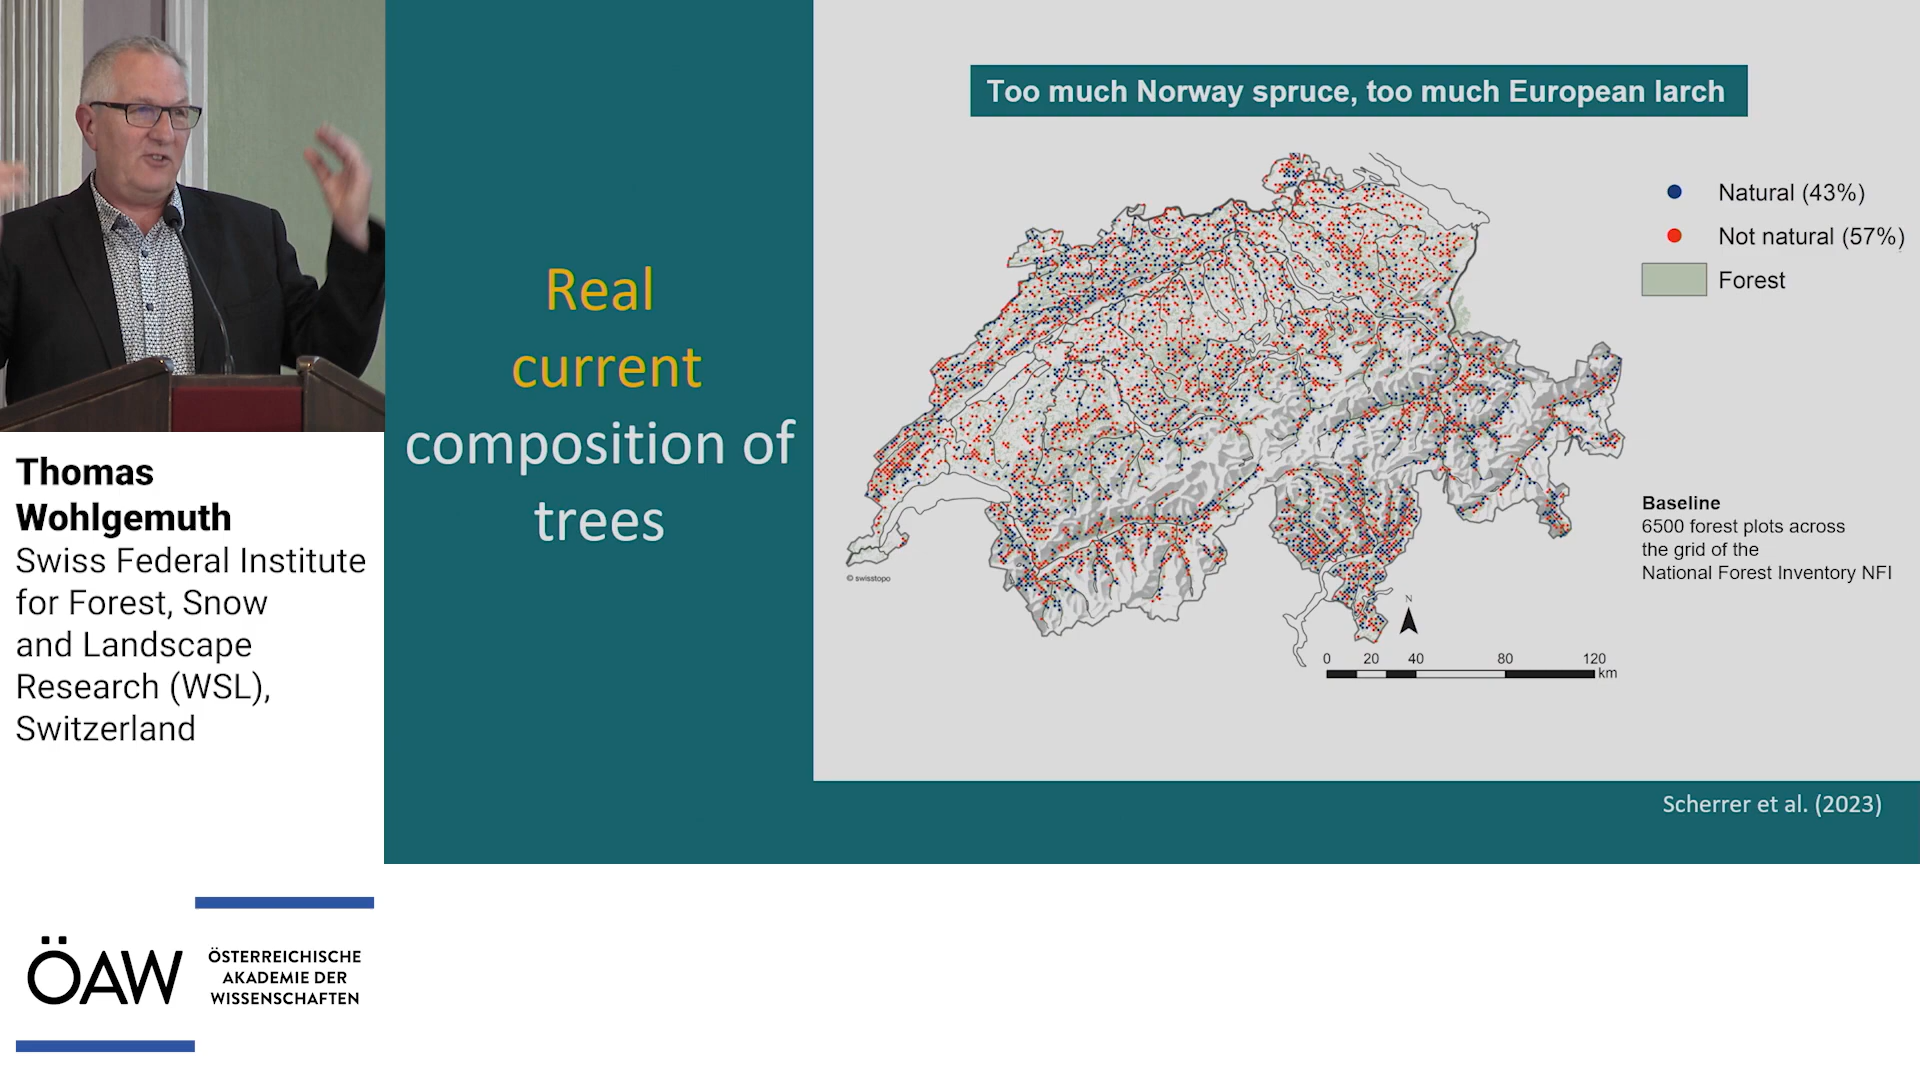 Thomas
Wohlgemuth
Swiss Federal Institute
for Forest, Snow
and Landscape
Research (WSL),
Switzerland
ÖAW
ÖSTERREICHISCHE
AKADEMIE DER
WISSENSCHAFTEN
Real
current
composition of
trees
Too much Norway spruce, too much European larch
Natural (43%)
Not natural (57%)
Forest
Baseline
6500 forest plots across
the grid of the
National Forest Inventory NFI
© swisstopo
N
0 20 40 80 120
km
Scherrer et al. (2023)